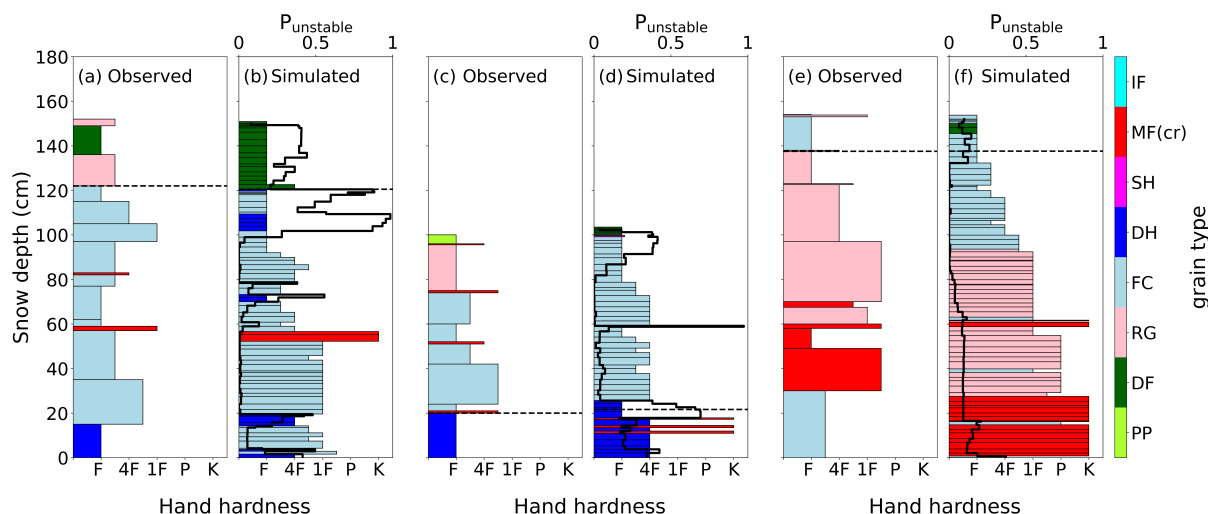 P_unstable P_unstable P_unstable
0 0.5 1 0 0.5 1 0 0.5 1
180
(a) Observed (b) Simulated (c) Observed (d) Simulated (e) Observed (f) Simulated IF
160
MF(cr)
140
120 SH
100 DH
Snow depth (cm) grain type
80 FC
60 RG
40
DF
20
PP
0
F 4F 1F P K F 4F 1F P K F 4F 1F P K F 4F 1F P K F 4F 1F P K F 4F 1F P K
Hand hardness Hand hardness Hand hardness